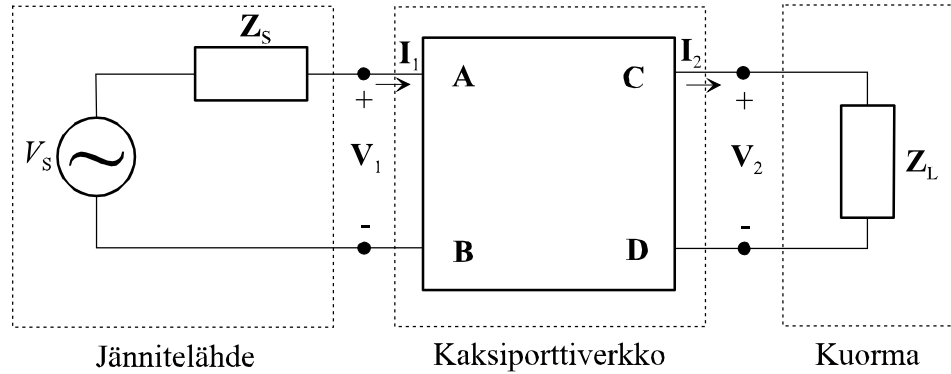 Z_S
I_1
I_2
A
C
+
+
V_S
V_1
V_2
Z_L
-
-
B
D
Jännitelähde
Kaksiporttiverkko
Kuorma